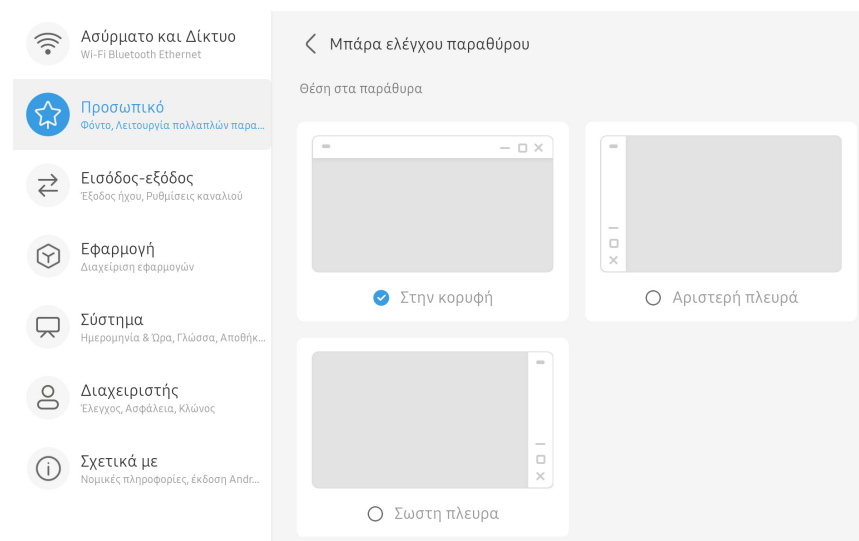 Ασύρματο και Δίκτυο
Wi-Fi Bluetooth Ethernet
Προσωπικό
Φόντο, Λειτουργία πολλαπλών παρα...
Εισόδος-εξόδος
Έξοδος ήχου, Ρυθμίσεις καναλιού
Εφαρμογή
Διαχείριση εφαρμογών
Σύστημα
Ημερομηνία & Ώρα, Γλώσσα, Αποθήκ...
Διαχειριστής
Έλεγχος, Ασφάλεια, Κλώνος
Σχετικά με
Νομικές πληροφορίες, έκδοση Andr...
Μπάρα ελέγχου παραθύρου
Θέση στα παράθυρα
Στην κορυφή
Αριστερή πλευρά
Σωστη πλευρα